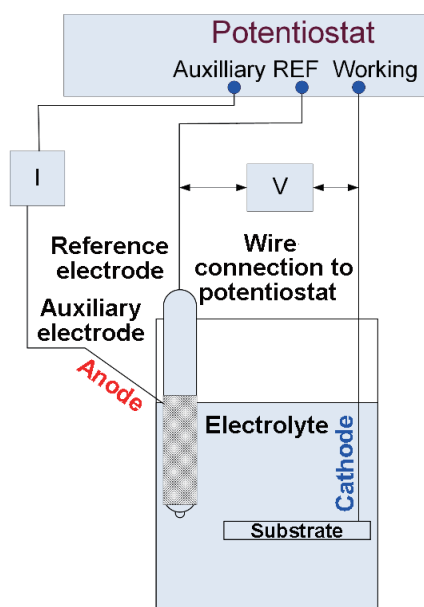 Potentiostat
Auxilliary REF Working
I
V
Reference
electrode
Wire
connection to
potentiostat
Auxiliary
electrode
Anode
Electrolyte
Cathode
Substrate